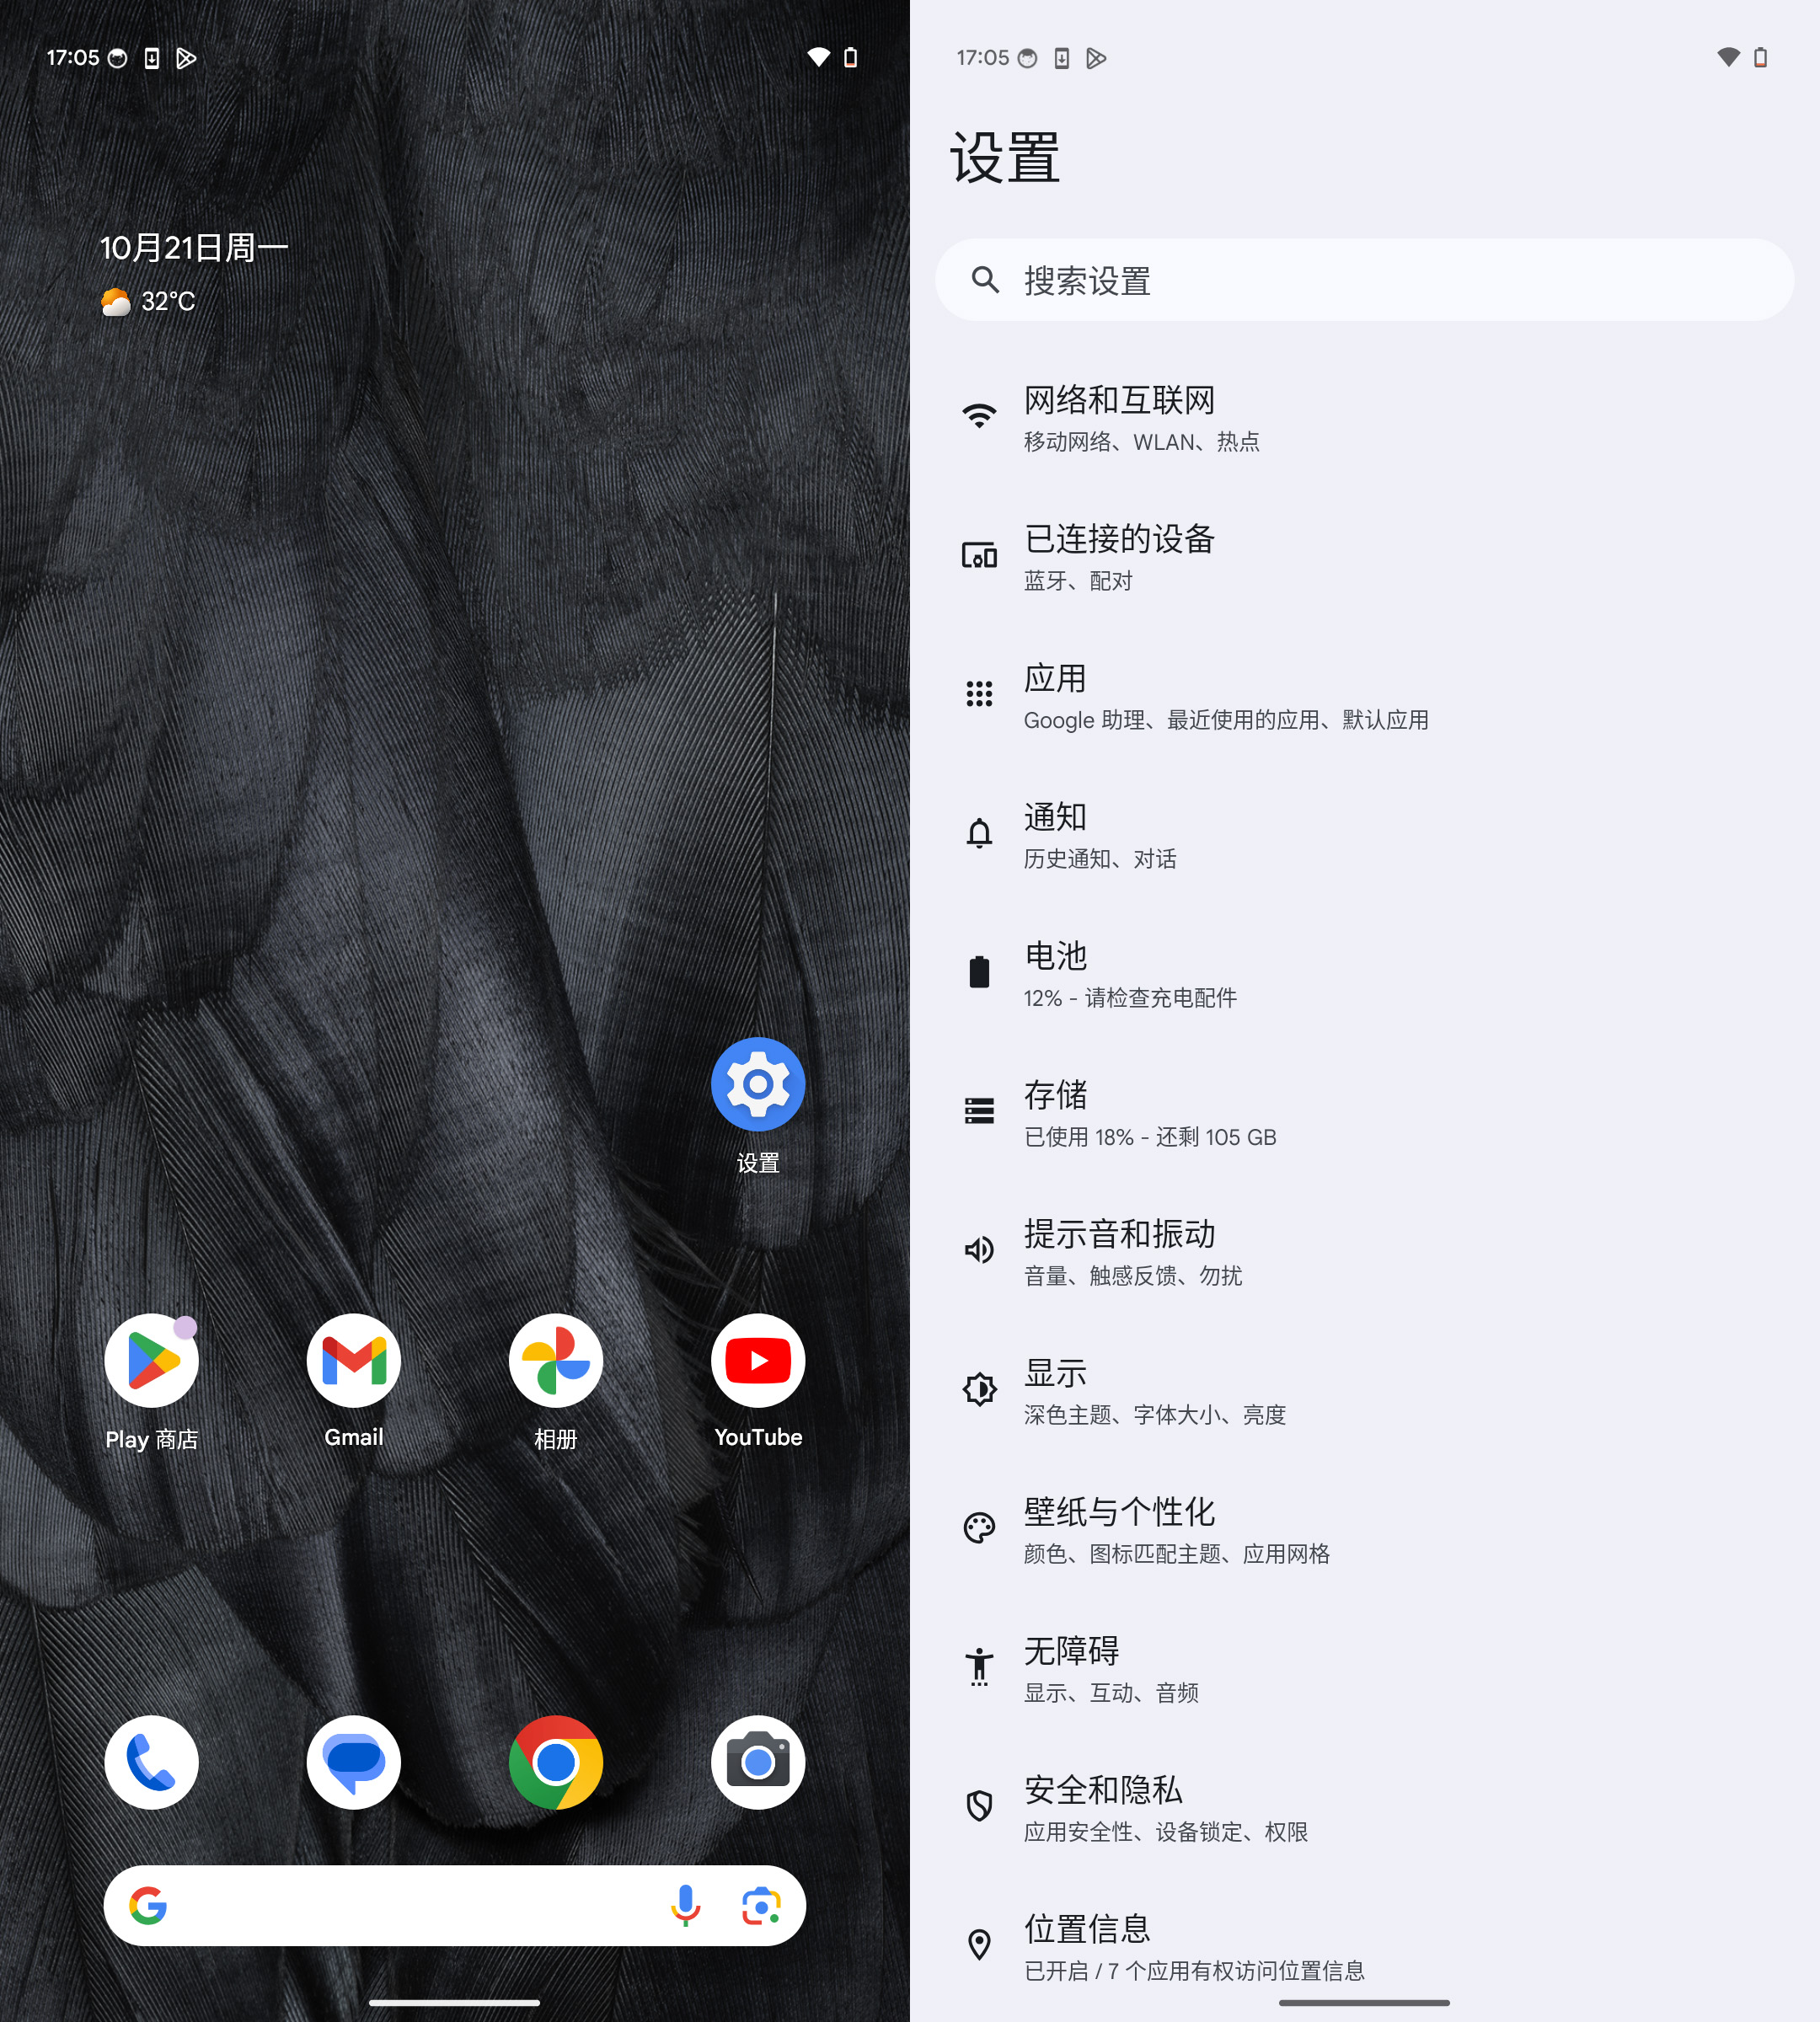 17:05
10月21日周一
32°C
设置
Play 商店
Gmail
相册
YouTube
17:05
设置
搜索设置
网络和互联网
移动网络、WLAN、热点
已连接的设备
蓝牙、配对
应用
Google 助理、最近使用的应用、默认应用
通知
历史通知、对话
电池
12% - 请检查充电配件
存储
已使用 18% - 还剩 105 GB
提示音和振动
音量、触感反馈、勿扰
显示
深色主题、字体大小、亮度
壁纸与个性化
颜色、图标匹配主题、应用网格
无障碍
显示、互动、音频
安全和隐私
应用安全性、设备锁定、权限
位置信息
已开启 / 7 个应用有权访问位置信息